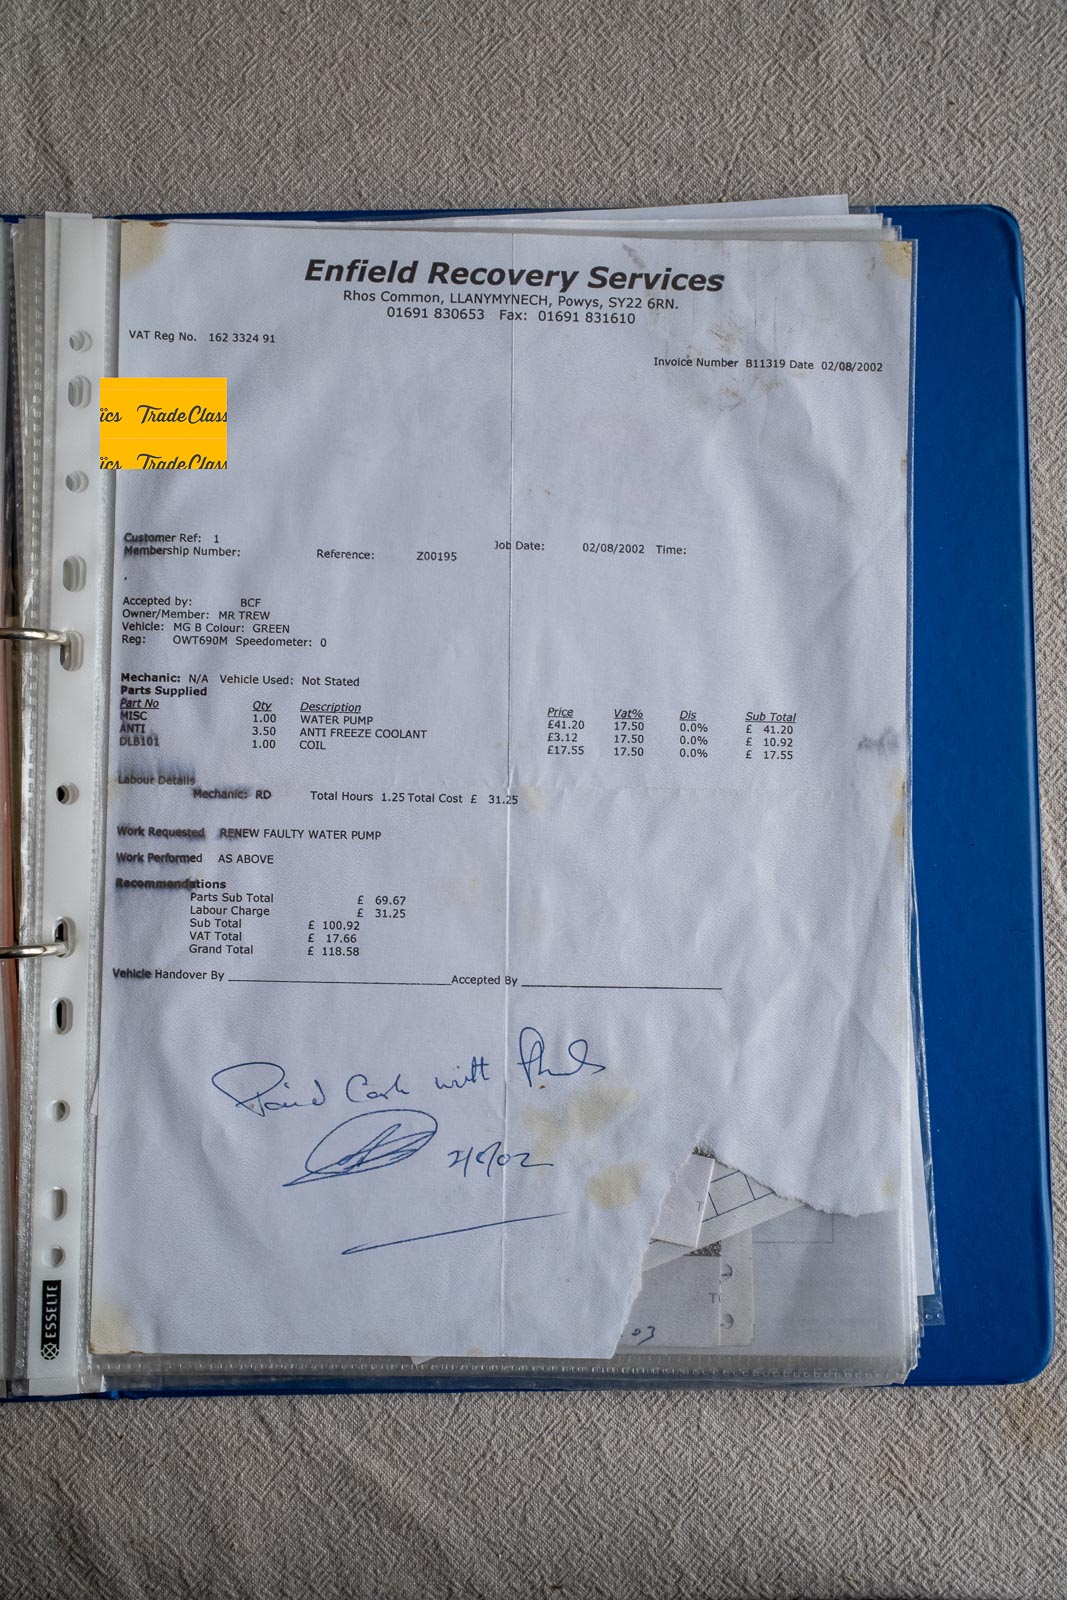 Enfield Recovery Services
Rhos Common, LLANYMYNECH, Powys, SY22 6RN.
01691 830653 Fax: 01691 831610
VAT Reg No. 162 3324 91
Invoice Number B11319 Date 02/08/2002
ics TradeClass
ics TradeClass
Customer Ref: 1
Membership Number:
Reference: Z00195
Job Date: 02/08/2002 Time:
Accepted by: BCF
Owner/Member: MR TREW
Vehicle: MG B Colour: GREEN
Reg: OWT690M Speedometer: 0
Mechanic: N/A Vehicle Used: Not Stated
Parts Supplied
Part No Qty Description Price Vat% Dis Sub Total
MISC 1.00 WATER PUMP £41.20 17.50 0.0% £ 41.20
ANTI 3.50 ANTI FREEZE COOLANT £3.12 17.50 0.0% £ 10.92
DLB101 1.00 COIL £17.55 17.50 0.0% £ 17.55
Labour Details
Mechanic: RD Total Hours 1.25 Total Cost £ 31.25
Work Requested RENEW FAULTY WATER PUMP
Work Performed AS ABOVE
Recommendations
Parts Sub Total £ 69.67
Labour Charge £ 31.25
Sub Total £ 100.92
VAT Total £ 17.66
Grand Total £ 118.58
Vehicle Handover By Accepted By
Paid Cash with
2/8/02
03
ESSELTE